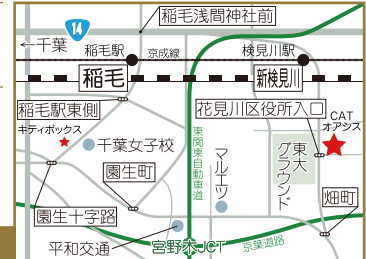 稲毛浅間神社前
14
←千葉
稲毛駅
京成線
検見川駅
稲毛
新検見川
稲毛駅東側
花見川区役所入口
キティボックス
CAT
オアシス
千葉女子校
東関東自動車道
マルエツ
東大
グラウンド
園生町
畑町
園生十字路
平和交通
宮野木JCT
京葉道路